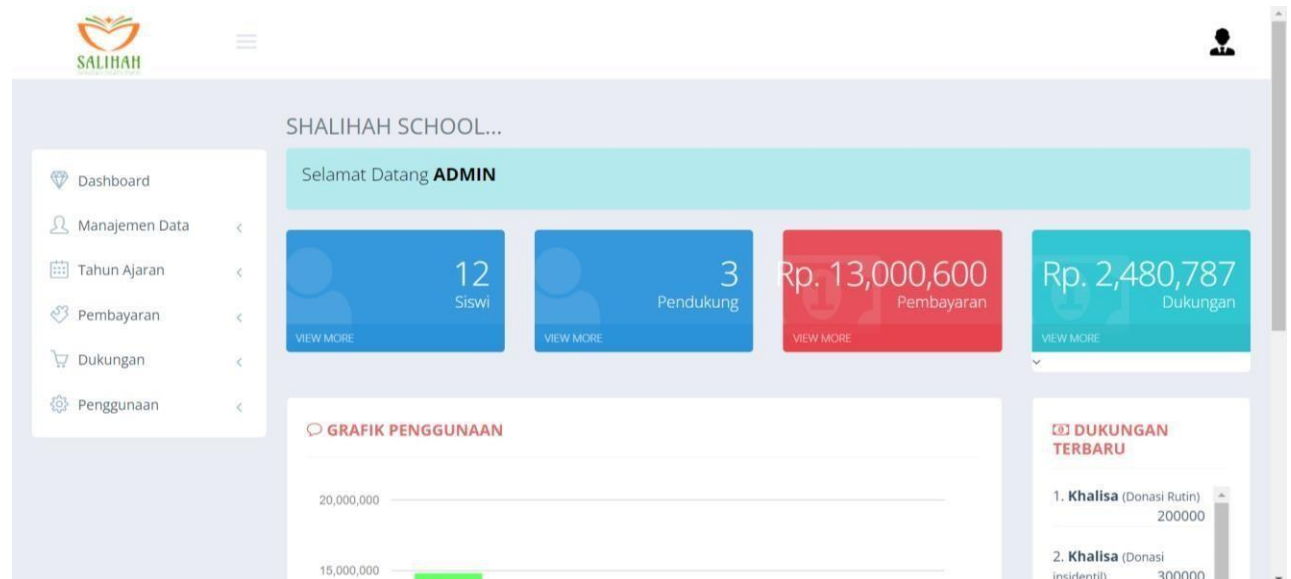 SALIHAH
SHALIHAH SCHOOL...
Selamat Datang ADMIN
Dashboard
Manajemen Data
Tahun Ajaran
Pembayaran
Dukungan
Penggunaan
12
Siswi
VIEW MORE
3
Pendukung
VIEW MORE
Rp. 13,000,600
Pembayaran
VIEW MORE
Rp. 2,480,787
Dukungan
VIEW MORE
GRAFIK PENGGUNAAN
20,000,000
15,000,000
DUKUNGAN
TERBARU
1. Khalisa (Donasi Rutin)
200000
2. Khalisa (Donasi
insidentil) 300000